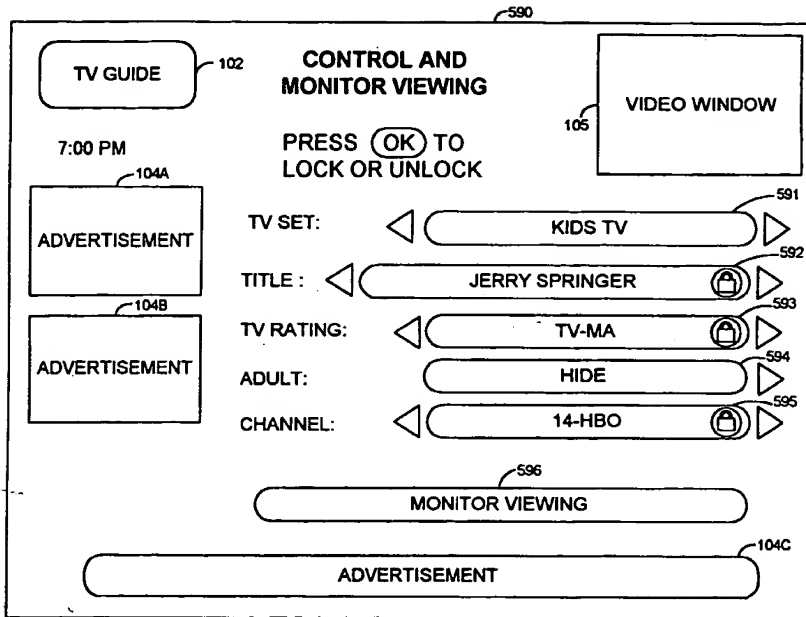 590
TV GUIDE
102
CONTROL AND
MONITOR VIEWING
105
VIDEO WINDOW
7:00 PM
PRESS OK TO
LOCK OR UNLOCK
104A
ADVERTISEMENT
104B
ADVERTISEMENT
TV SET:
KIDS TV
591
TITLE :
JERRY SPRINGER
592
TV RATING:
TV-MA
593
ADULT:
HIDE
594
CHANNEL:
14-HBO
595
596
MONITOR VIEWING
104C
ADVERTISEMENT